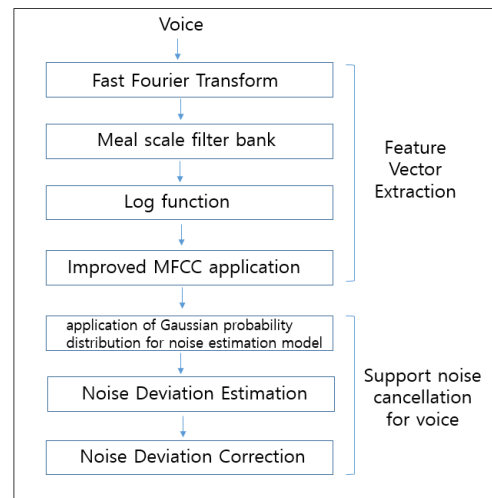 Voice
Fast Fourier Transform
Meal scale filter bank
Log function
Improved MFCC application
Feature
Vector
Extraction
application of Gaussian probability
distribution for noise estimation model
Noise Deviation Estimation
Noise Deviation Correction
Support noise
cancellation
for voice